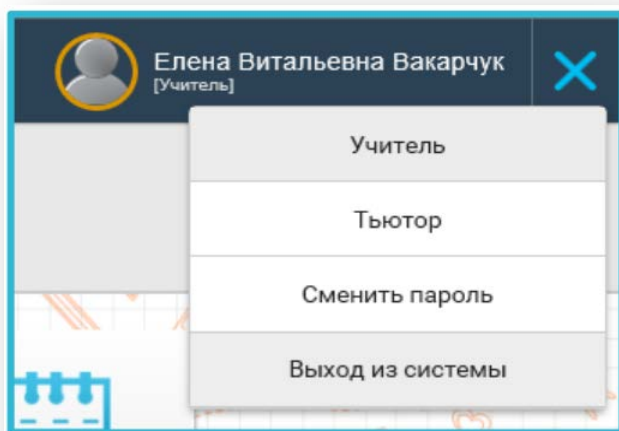 Елена Витальевна Вакарчук
[Учитель]
Учитель
Тьютор
Сменить пароль
Выход из системы